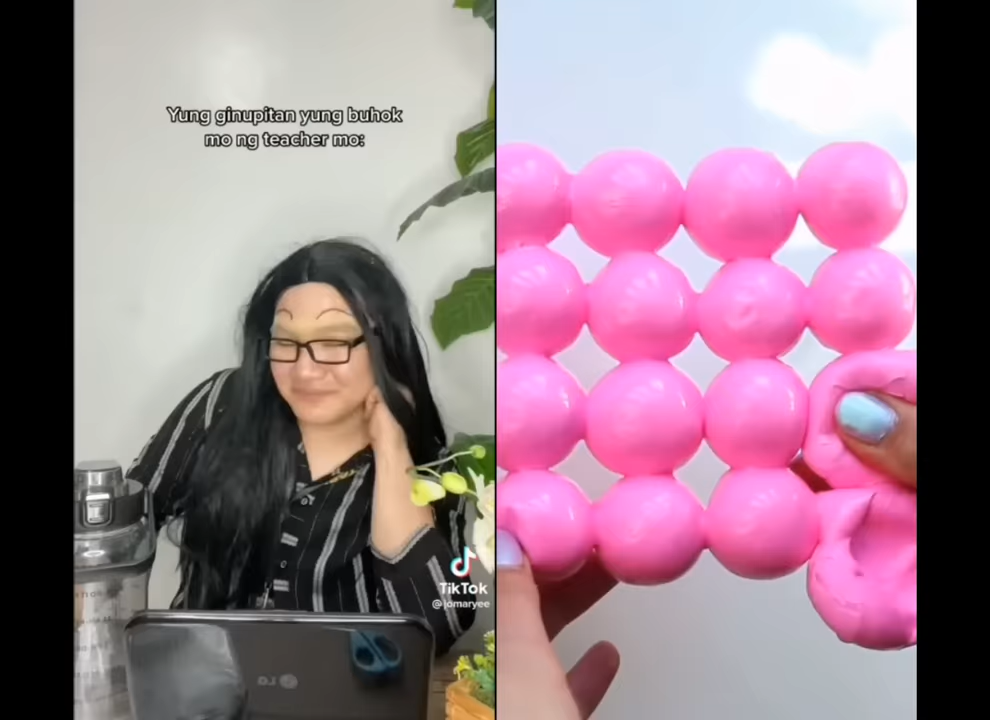 Yung ginupitan yung buhok
mo ng teacher mo:
TikTok
@jomaryee
LG